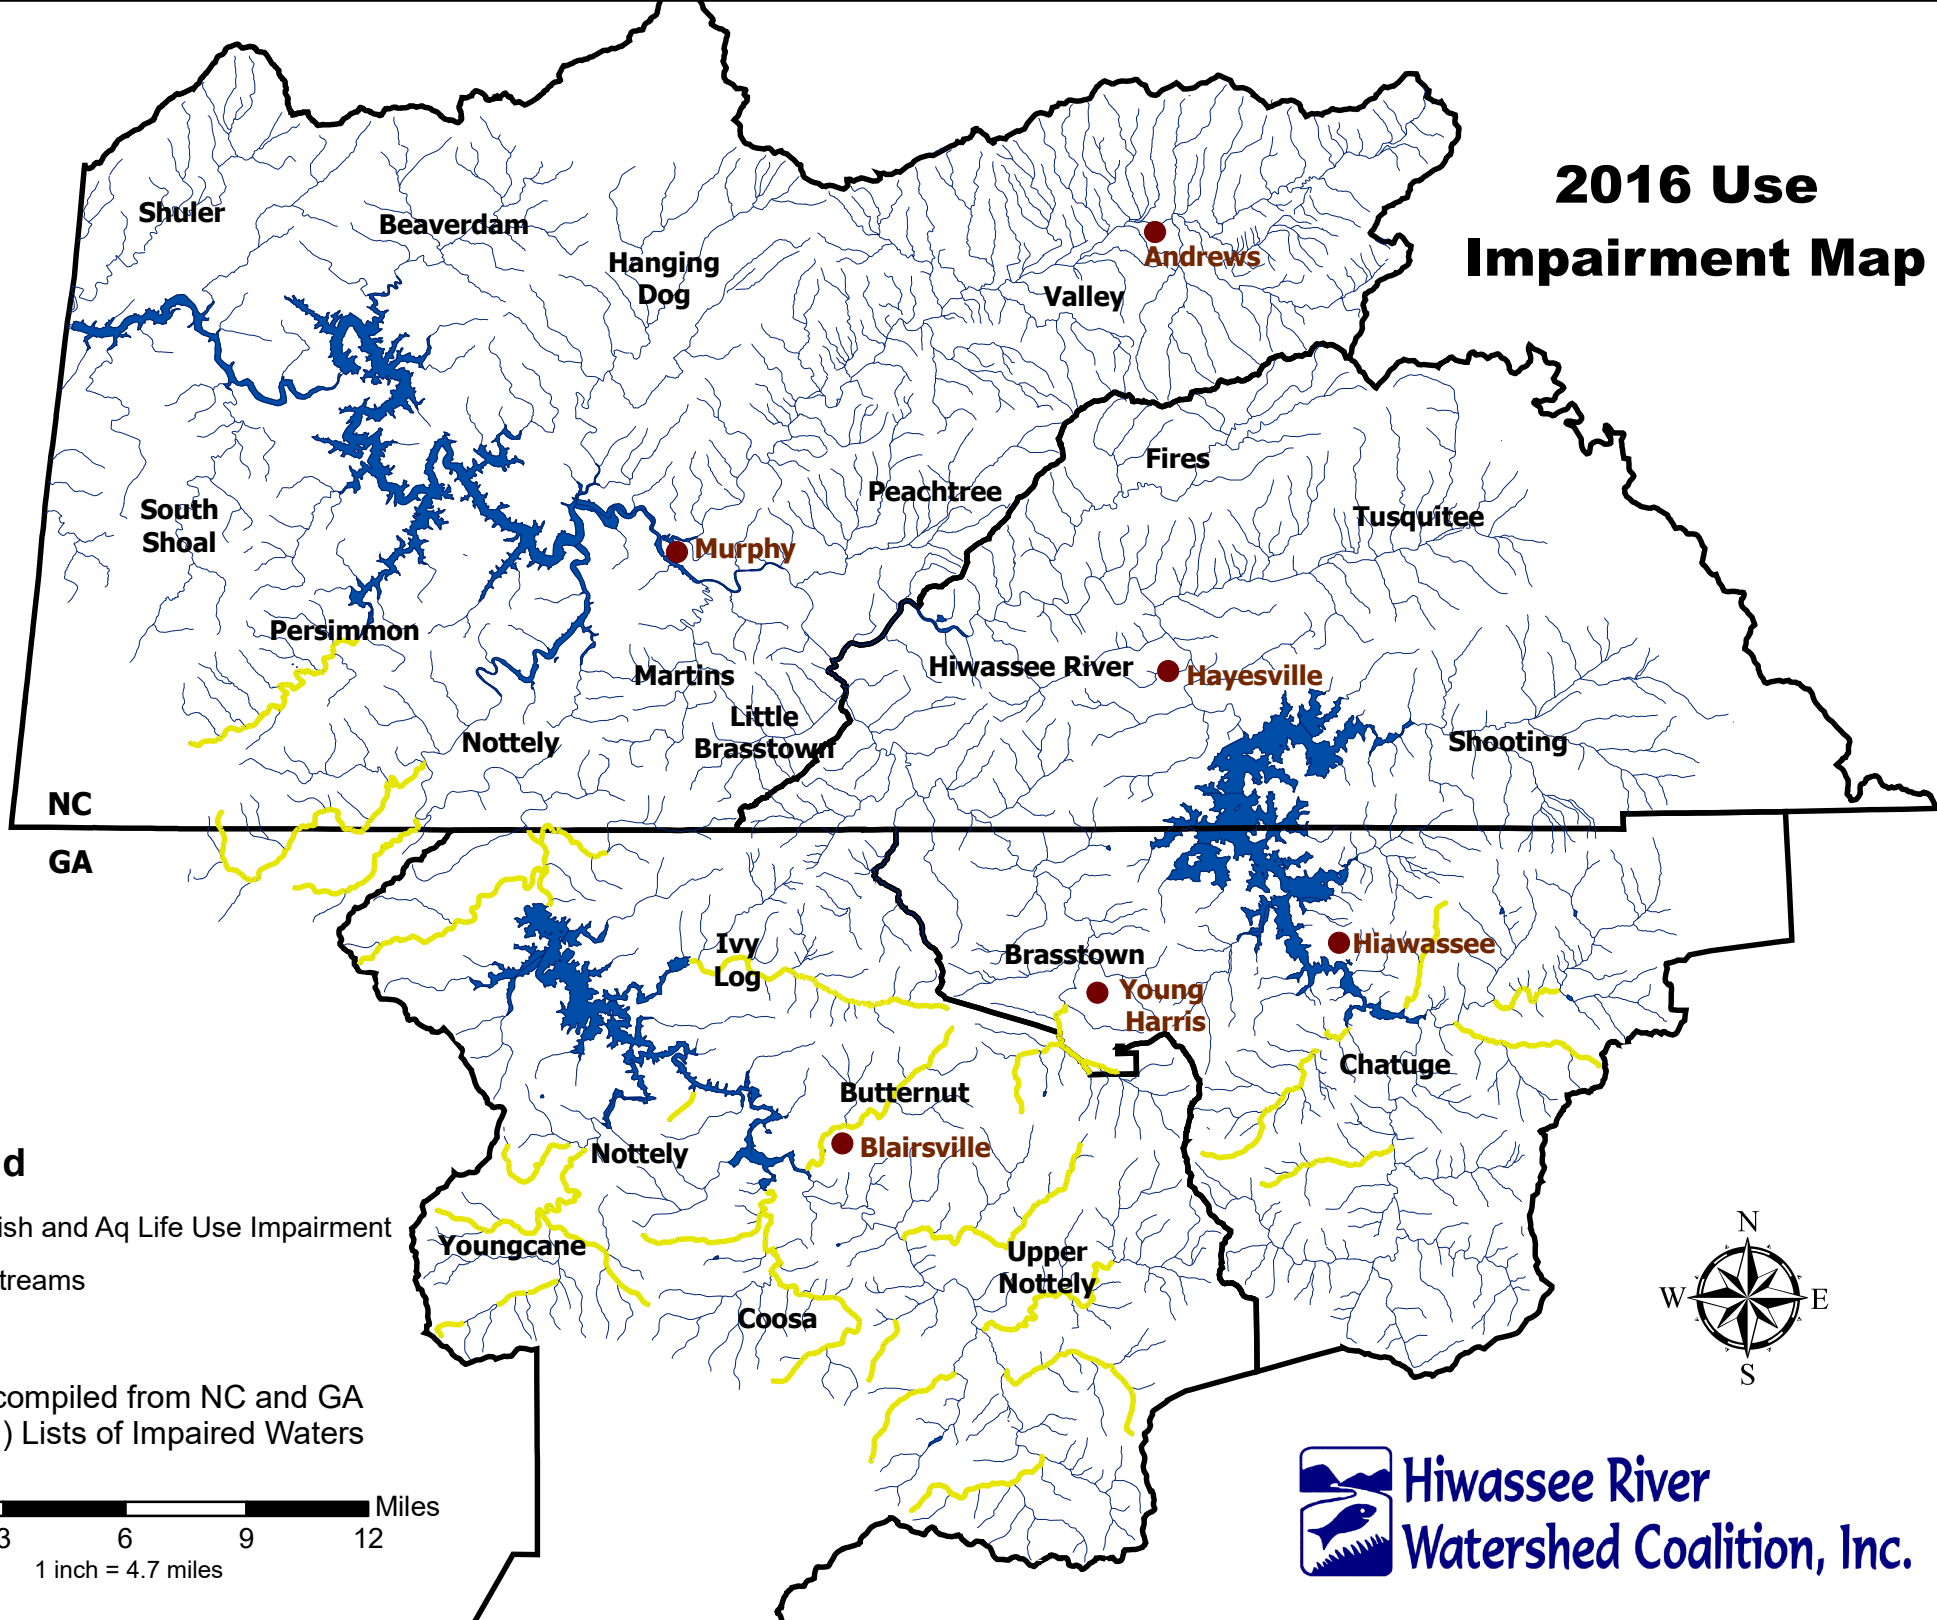 2016 Use
Impairment Map
Shuler
Beaverdam
Hanging
Dog
Andrews
Valley
Fires
Peachtree
Tusquitee
South
Shoal
Murphy
Persimmon
Martins
Hiwassee River
Hayesville
Little
Brasstown
Nottely
Shooting
NC
GA
Ivy
Log
Brasstown
Hiawassee
Young
Harris
Chatuge
Butternut
Blairsville
Nottely
d
ish and Aq Life Use Impairment
Youngcane
Upper
Nottely
treams
Coosa
N
W
E
S
compiled from NC and GA
) Lists of Impaired Waters
Miles
3 6 9 12
1 inch = 4.7 miles
Hiwassee River
Watershed Coalition, Inc.